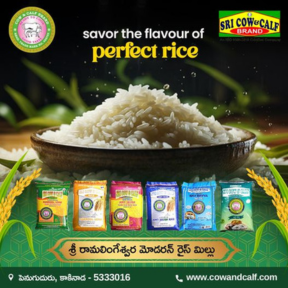 SRI COW & CALF
BRAND
savor the flavour of
perfect rice
శ్రీ రామలింగేశ్వర మోడరన్ రైస్ మిల్లు
పెనుగుదురు, కాకినాడ - 5333016
www.cowandcalf.com